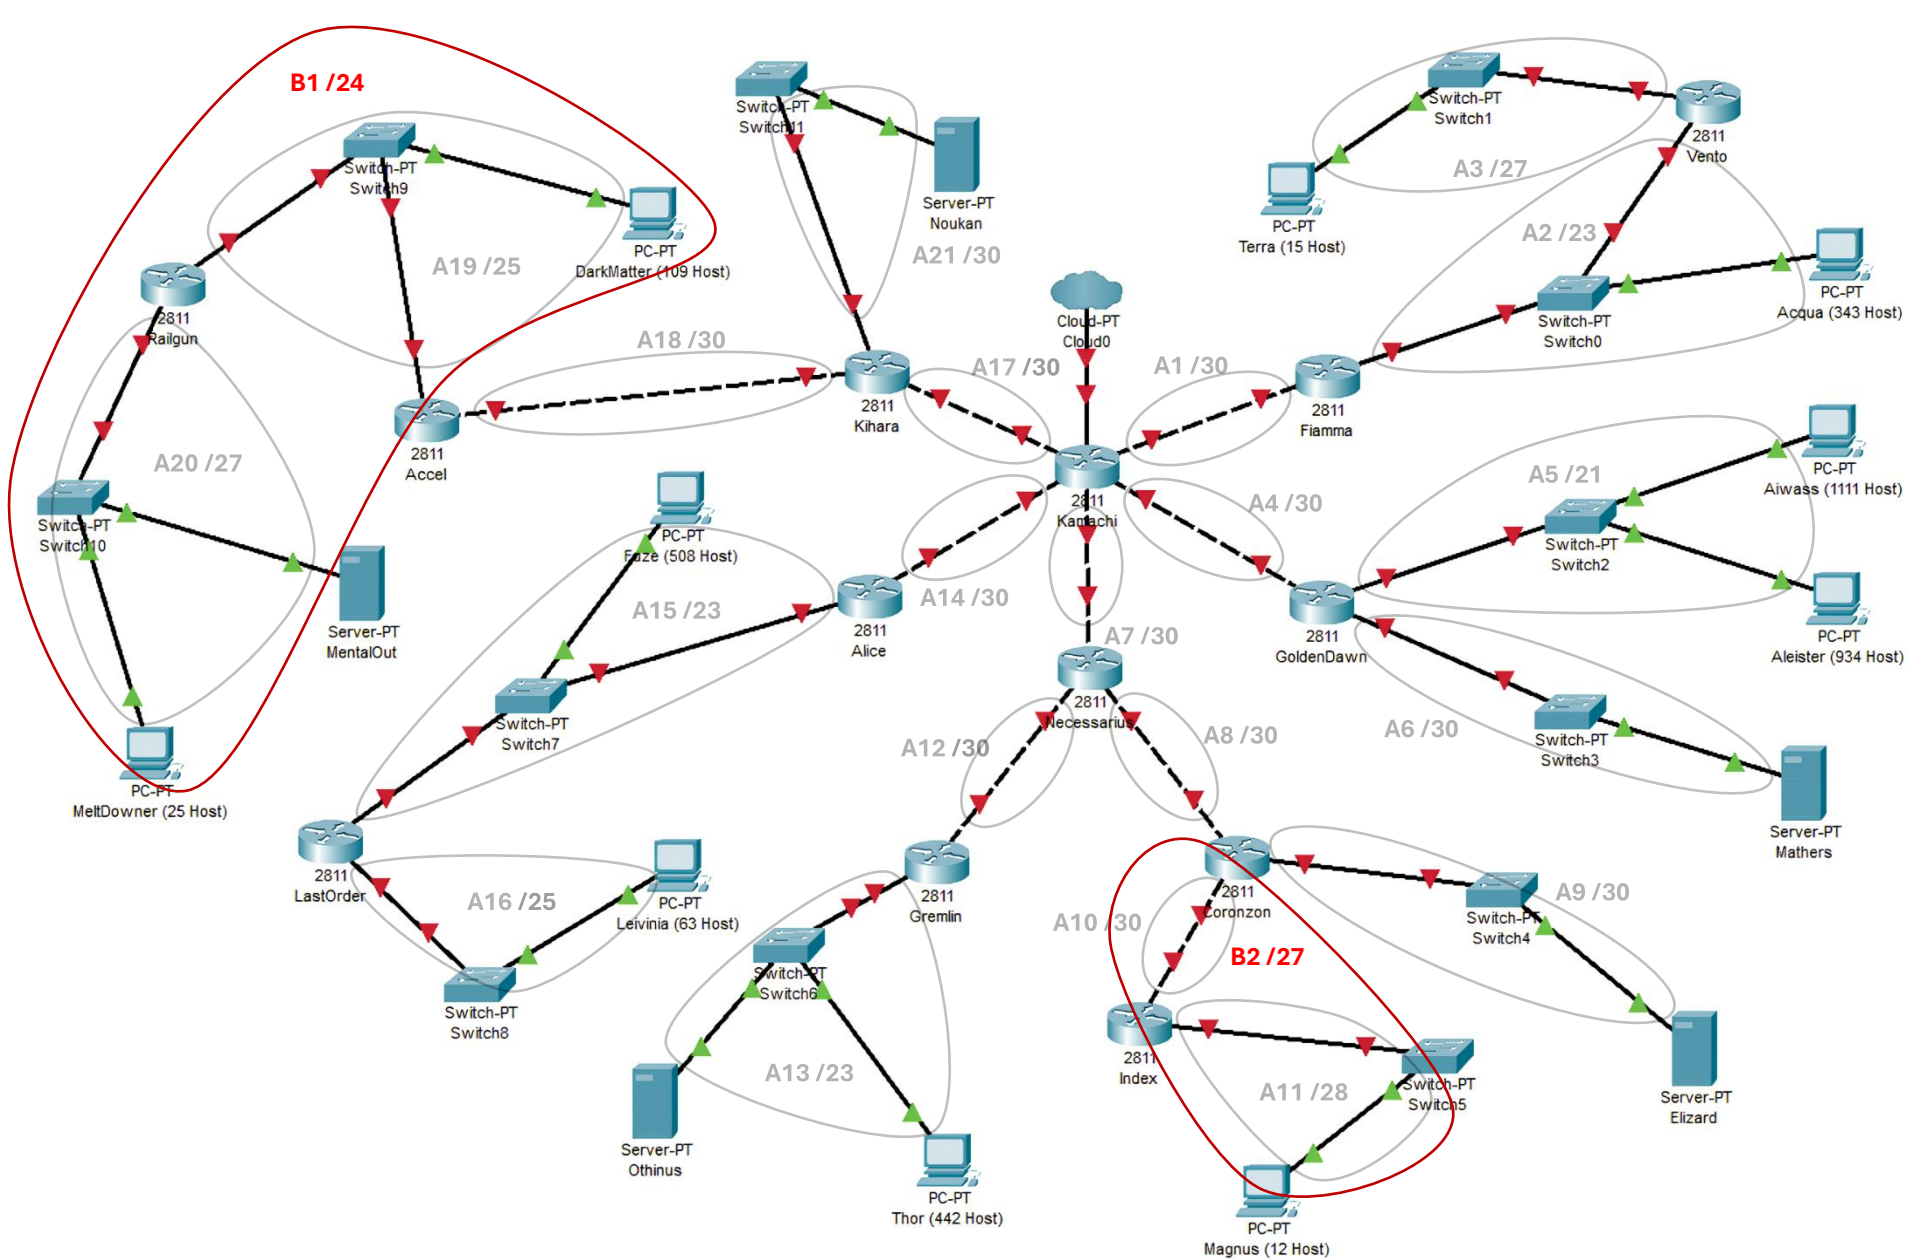 B1 /24
Switch-PT
Switch9
PC-PT
DarkMatter (109 Host)
A19 /25
2811
Railgun
A20 /27
Switch-PT
Switch10
Server-PT
MentalOut
PC-PT
MeltDowner (25 Host)
2811
Accel
A18 /30
Switch-PT
Switch11
Server-PT
Noukan
A21 /30
2811
Kihara
A17 /30
Cloud-PT
Cloud0
A1 /30
2811
Fiamma
Switch-PT
Switch1
2811
Vento
A3 /27
PC-PT
Terra (15 Host)
A2 /23
Switch-PT
Switch0
PC-PT
Acqua (343 Host)
2811
Kamachi
A4 /30
A5 /21
PC-PT
Aiwass (1111 Host)
Switch-PT
Switch2
PC-PT
Aleister (934 Host)
2811
GoldenDawn
A6 /30
Switch-PT
Switch3
Server-PT
Mathers
PC-PT
Fuze (508 Host)
A15 /23
A14 /30
2811
Alice
Switch-PT
Switch7
2811
LastOrder
A16 /25
PC-PT
Leivinia (63 Host)
Switch-PT
Switch8
A7 /30
2811
Necessarius
A12 /30
A8 /30
2811
Gremlin
Switch-PT
Switch6
A13 /23
Server-PT
Othinus
PC-PT
Thor (442 Host)
2811
Coronzon
A10 /30
B2 /27
A9 /30
Switch-PT
Switch4
Server-PT
Elizard
2811
Index
A11 /28
Switch-PT
Switch5
PC-PT
Magnus (12 Host)